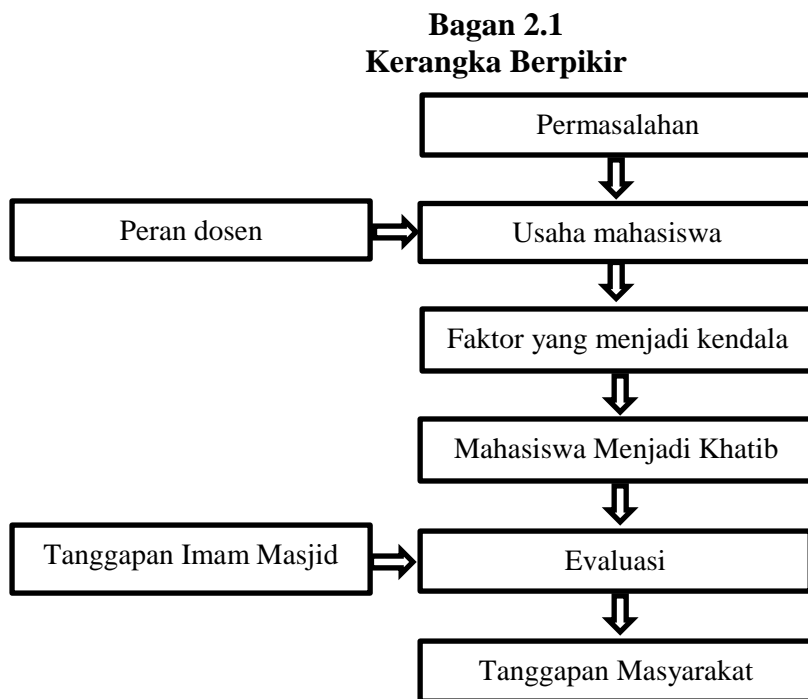 Bagan 2.1
Kerangka Berpikir
Permasalahan
Peran dosen
Usaha mahasiswa
Faktor yang menjadi kendala
Mahasiswa Menjadi Khatib
Tanggapan Imam Masjid
Evaluasi
Tanggapan Masyarakat